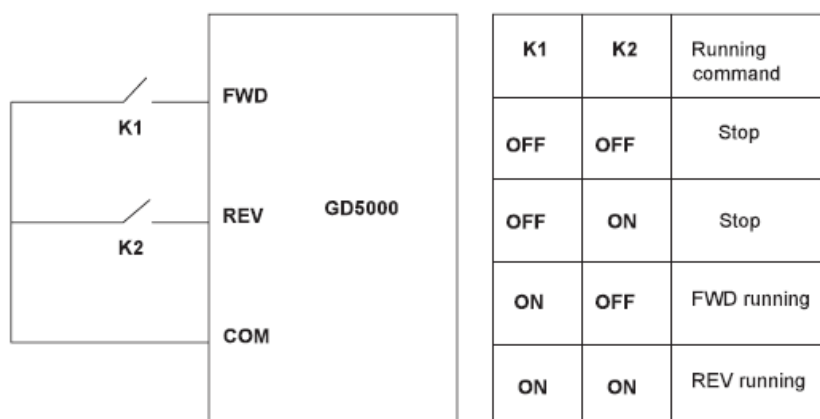 FWD
K1
REV
GD5000
K2
COM
K1 K2 Running
command
OFF OFF Stop
OFF ON Stop
ON OFF FWD running
ON ON REV running